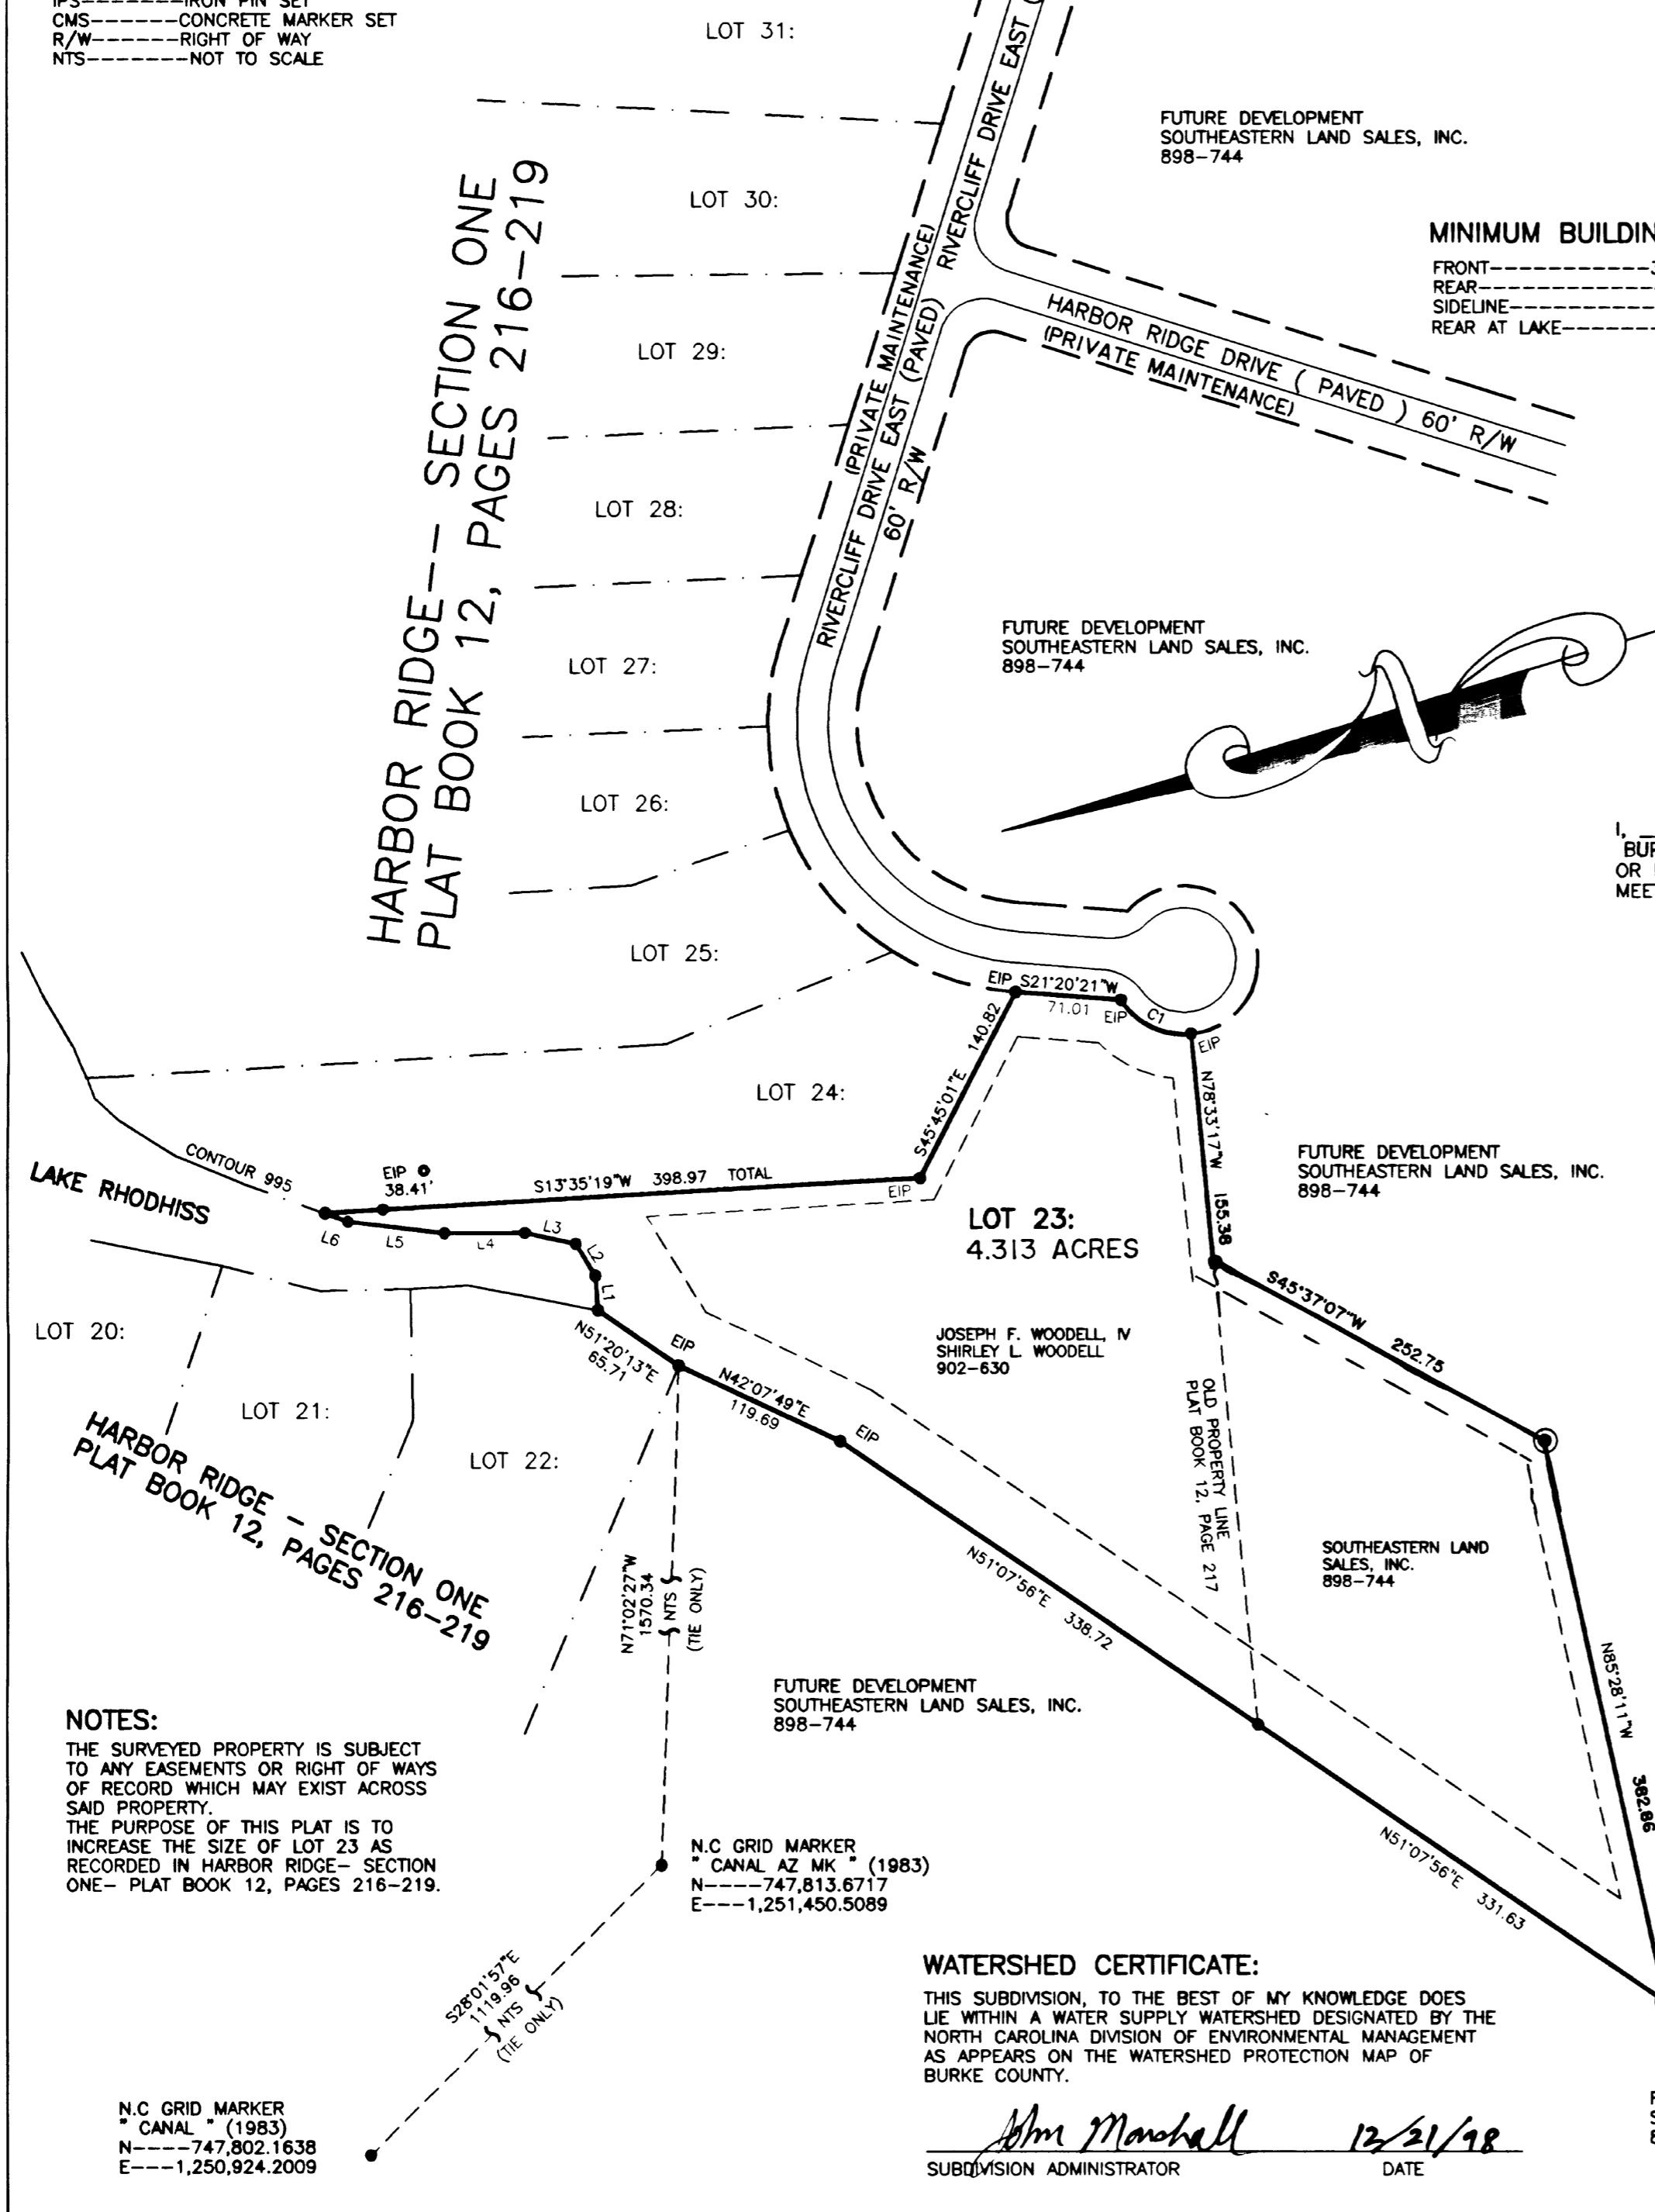 IPS-------IRON PIN SET
CMS------CONCRETE MARKER SET
R/W------RIGHT OF WAY
NTS-------NOT TO SCALE
LOT 31:
LOT 30:
LOT 29:
LOT 28:
LOT 27:
LOT 26:
LOT 25:
LOT 24:
HARBOR RIDGE-- SECTION ONE
PLAT BOOK 12, PAGES 216-219
RIVERCLIFF DRIVE EAST (
(PRIVATE MAINTENANCE)
RIVERCLIFF DRIVE EAST (PAVED)
60' R/W
FUTURE DEVELOPMENT
SOUTHEASTERN LAND SALES, INC.
898-744
MINIMUM
FRONT------------
REAR-------------
SIDELINE----------
REAR AT LAKE-------
HARBOR RIDGE DRIVE ( PAVED ) 60' R/W
(PRIVATE MAINTENANCE)
FUTURE DEVELOPMENT
SOUTHEASTERN LAND SALES, INC.
898-744
N
I, __
OR
EIP S21°20'21"W
71.01 EIP
C1
EIP
S45°45'01"E 140.82
N78°33'17"W 155.38
FUTURE DEVELOPMENT
SOUTHEASTERN LAND SALES, INC.
898-744
CONTOUR 995
LAKE RHODHISS
EIP
38.41'
S13°35'19"W 398.97 TOTAL
EIP
L6
L5
L4
L3
L2
L1
LOT 23:
4.313 ACRES
S45°37'07"W 252.75
JOSEPH F. WOODELL, IV
SHIRLEY L. WOODELL
902-630
LOT 20:
LOT 21:
LOT 22:
N51°20'13"E
65.71
EIP
N42°07'49"E
119.69
EIP
HARBOR RIDGE - SECTION ONE
PLAT BOOK 12, PAGES 216-219
OLD PROPERTY LINE
PLAT BOOK 12, PAGE 217
SOUTHEASTERN LAND
SALES, INC.
898-744
N71°02'27"W
1570.34
NTS
(TIE ONLY)
N51°07'56"E 338.72
N85°28'11"W 382.86
FUTURE DEVELOPMENT
SOUTHEASTERN LAND SALES, INC.
898-744
NOTES:
THE SURVEYED PROPERTY IS SUBJECT
TO ANY EASEMENTS OR RIGHT OF WAYS
OF RECORD WHICH MAY EXIST ACROSS
SAID PROPERTY.
THE PURPOSE OF THIS PLAT IS TO
INCREASE THE SIZE OF LOT 23 AS
RECORDED IN HARBOR RIDGE- SECTION
ONE- PLAT BOOK 12, PAGES 216-219.
N51°07'56"E 331.63
N.C GRID MARKER
" CANAL AZ MK " (1983)
N----747,813.6717
E---1,251,450.5089
S28°01'57"E
1119.96
NTS
(TIE ONLY)
WATERSHED CERTIFICATE:
THIS SUBDIVISION, TO THE BEST OF MY KNOWLEDGE DOES
LIE WITHIN A WATER SUPPLY WATERSHED DESIGNATED BY THE
NORTH CAROLINA DIVISION OF ENVIRONMENTAL MANAGEMENT
AS APPEARS ON THE WATERSHED PROTECTION MAP OF
BURKE COUNTY.
N.C GRID MARKER
" CANAL " (1983)
N----747,802.1638
E---1,250,924.2009
John Marshall 12/21/98
SUBDIVISION ADMINISTRATOR DATE